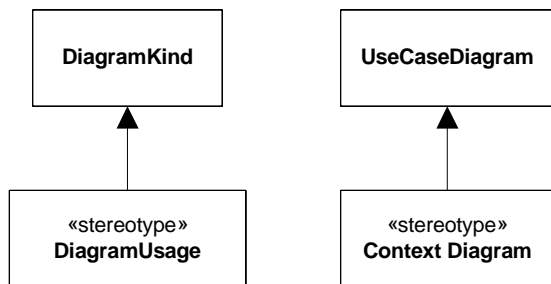 DiagramKind
UseCaseDiagram
«stereotype»
DiagramUsage
«stereotype»
Context Diagram